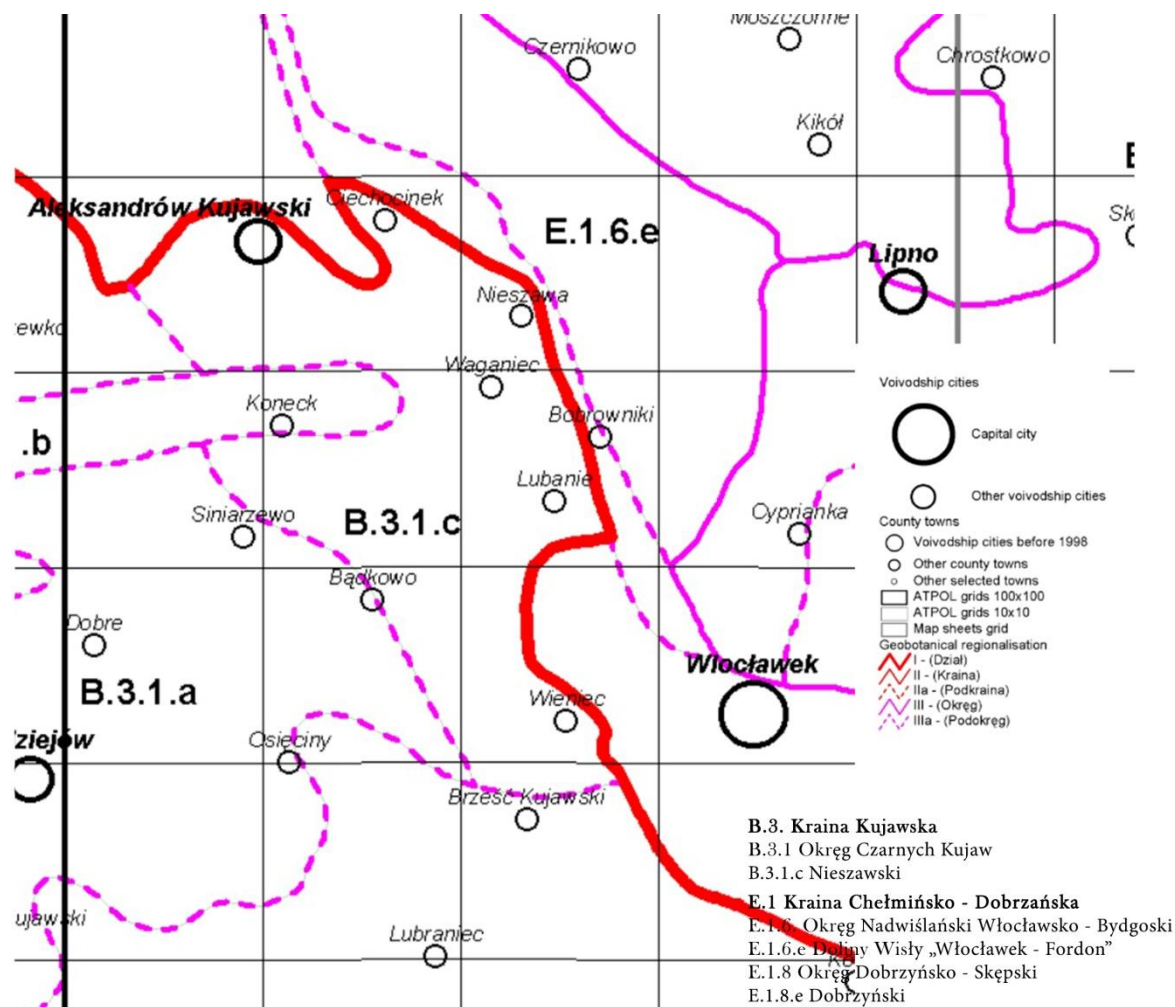 Moszczonne
Czernikowo
Chrostkowo
Kikół
Ciechocinek
Aleksandrów Kujawski
E.1.6.e
Lipno
Nieszawa
ewko
Waganiec
Voivodship cities
Koneck
Bobrowniki
Capital city
.b
Lubanie
Other voivodship cities
Siniarzewo
B.3.1.c
Cyprianka
County towns
Voivodship cities before 1998
Other county towns
Bądkowo
Other selected towns
ATPOL grids 100x100
ATPOL grids 10x10
Dobre
Map sheets grid
Geobotanical regionalisation
I - (Dział)
Włocławek
II - (Kraina)
B.3.1.a
IIa - (Podkraina)
Wieniec
III - (Okręg)
IIIa - (Podokręg)
ziejów
Osięciny
Brześć Kujawski
B.3. Kraina Kujawska
B.3.1 Okręg Czarnych Kujaw
B.3.1.c Nieszawski
E.1 Kraina Chełmińsko - Dobrzańska
ujawski
E.1.6. Okręg Nadwiślański Włocławsko - Bydgoski
Lubraniec
E.1.6.e Doliny Wisły „Włocławek - Fordon”
E.1.8 Okręg Dobrzyńsko - Skępski
E.1.8.e Dobrzyński